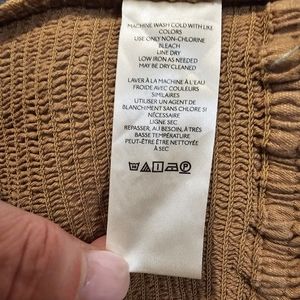 MACHINE WASH COLD WITH LIKE
COLORS
USE ONLY NON-CHLORINE
BLEACH
LINE DRY
LOW IRON AS NEEDED
MAY BE DRY CLEANED
LAVER À LA MACHINE À L'EAU
FROIDE AVEC COULEURS
SIMILAIRES
UTILISER UN AGENT DE
BLANCHIMENT SANS CHLORE SI
NÉCESSAIRE
LIGNE SEC
REPASSER, AU BESOIN, À TRÈS
BASSE TEMPÉRATURE
PEUT-ÊTRE ÊTRE NETTOYÉE
À SEC